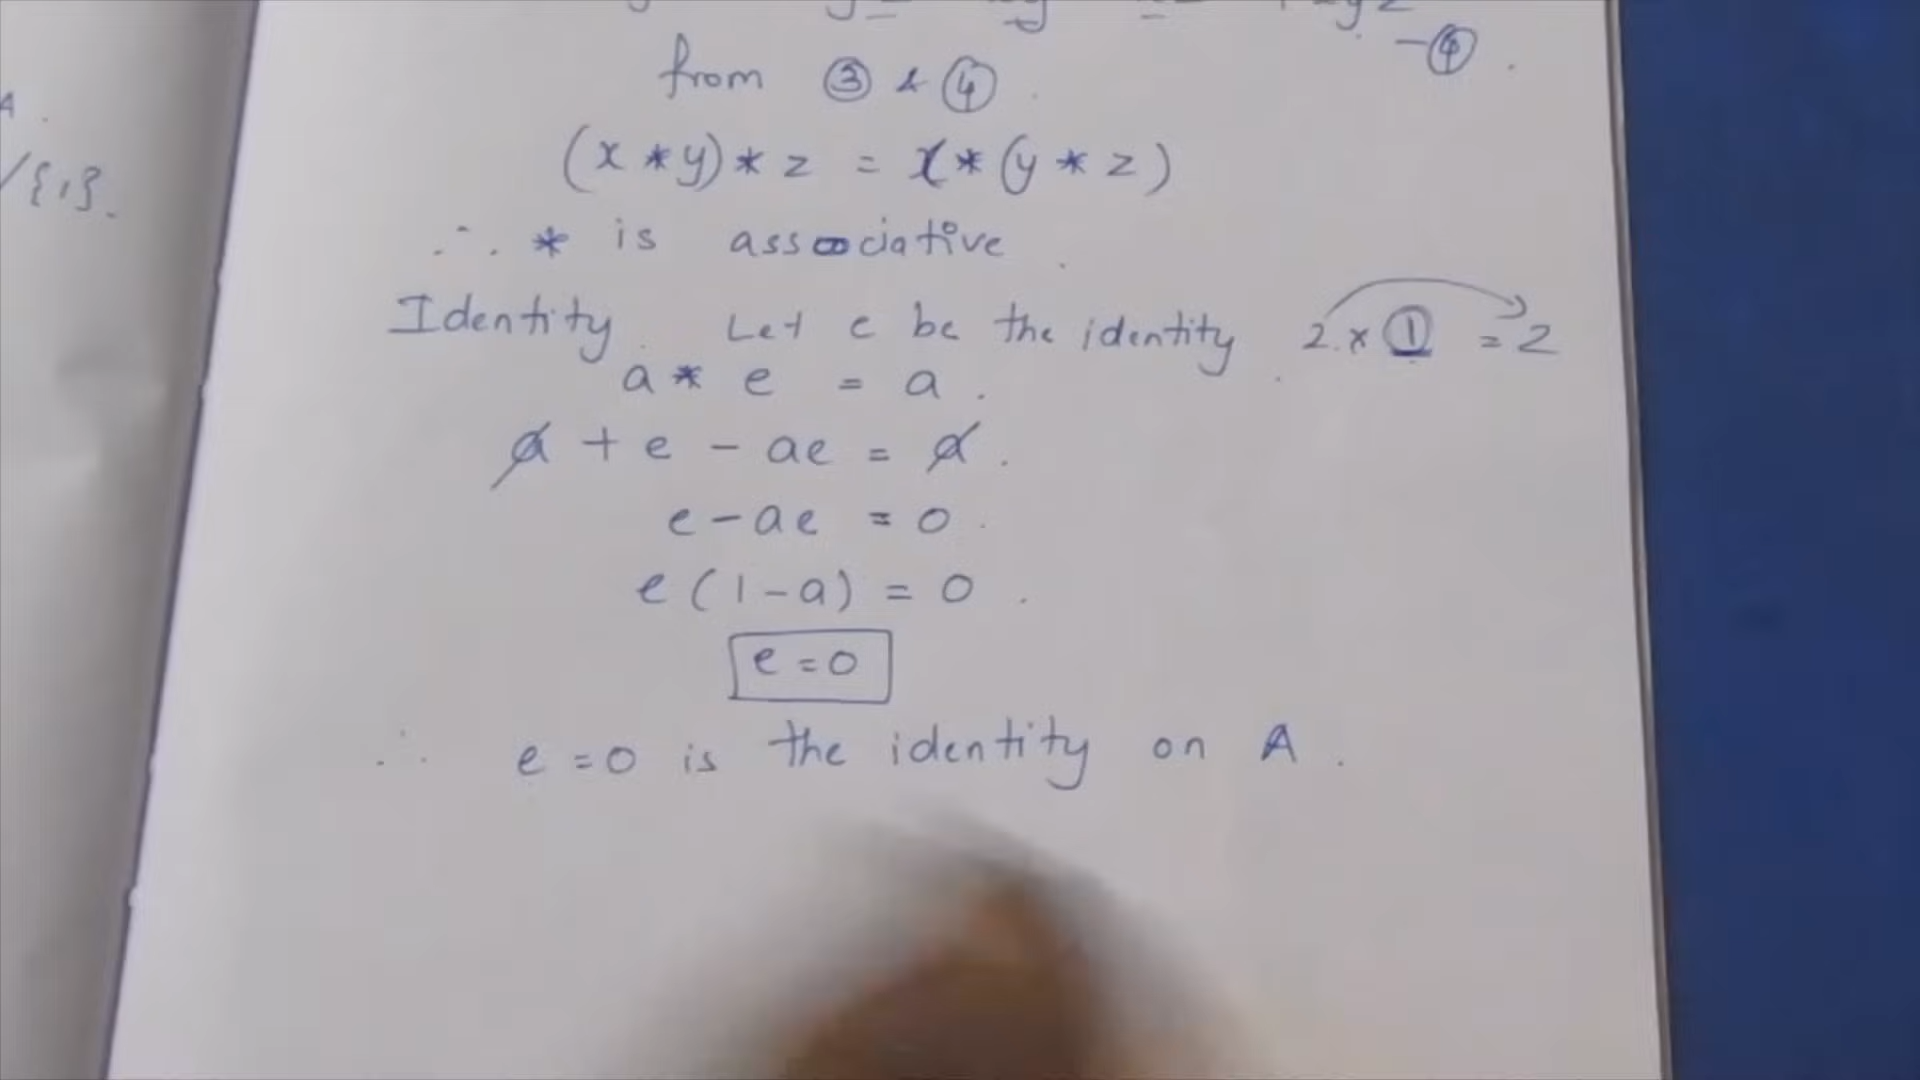 A.
/{1}.
- ④.
from ③ & ④.
(x * y) * z = x * (y * z)
∴ * is associative.
Identity. Let e be the identity. 2 x ① = 2
a * e = a.
a + e - ae = a.
e - ae = 0.
e (1 - a) = 0.
e = 0
∴ e = 0 is the identity on A.